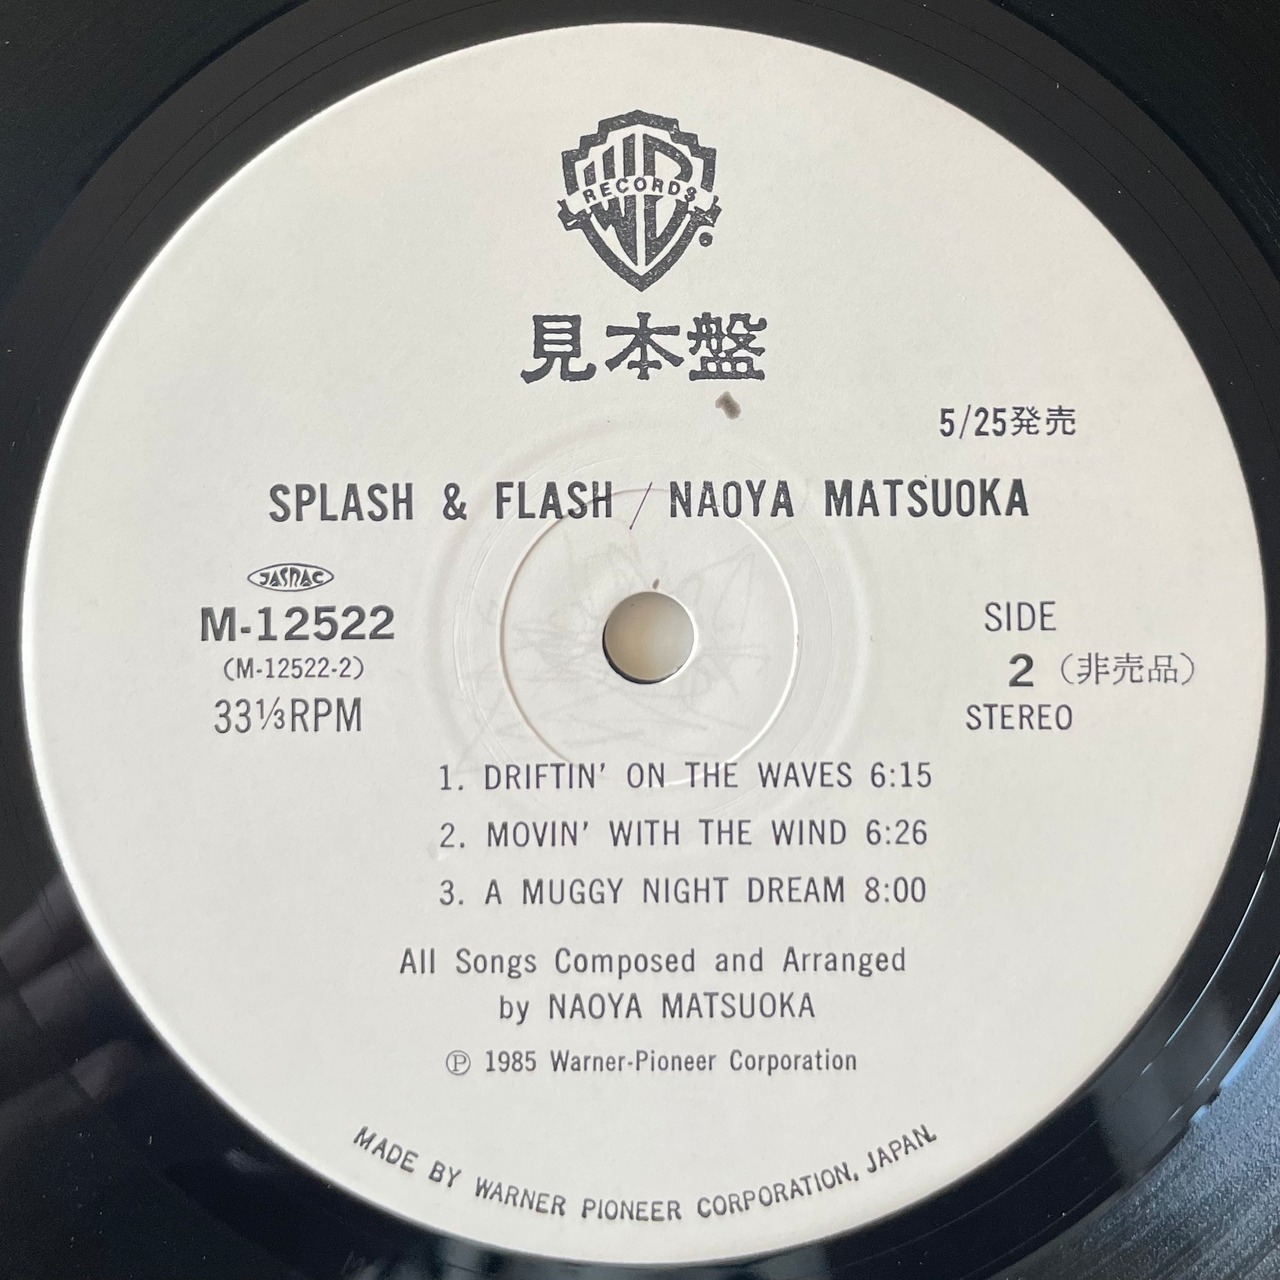 WB
RECORDS
見本盤
5/25発売
SPLASH & FLASH / NAOYA MATSUOKA
JASRAC
M-12522
(M-12522-2)
33⅓RPM
SIDE
2 (非売品)
STEREO
1. DRIFTIN' ON THE WAVES 6:15
2. MOVIN' WITH THE WIND 6:26
3. A MUGGY NIGHT DREAM 8:00
All Songs Composed and Arranged
by NAOYA MATSUOKA
Ⓟ 1985 Warner-Pioneer Corporation
MADE BY WARNER PIONEER CORPORATION, JAPAN.